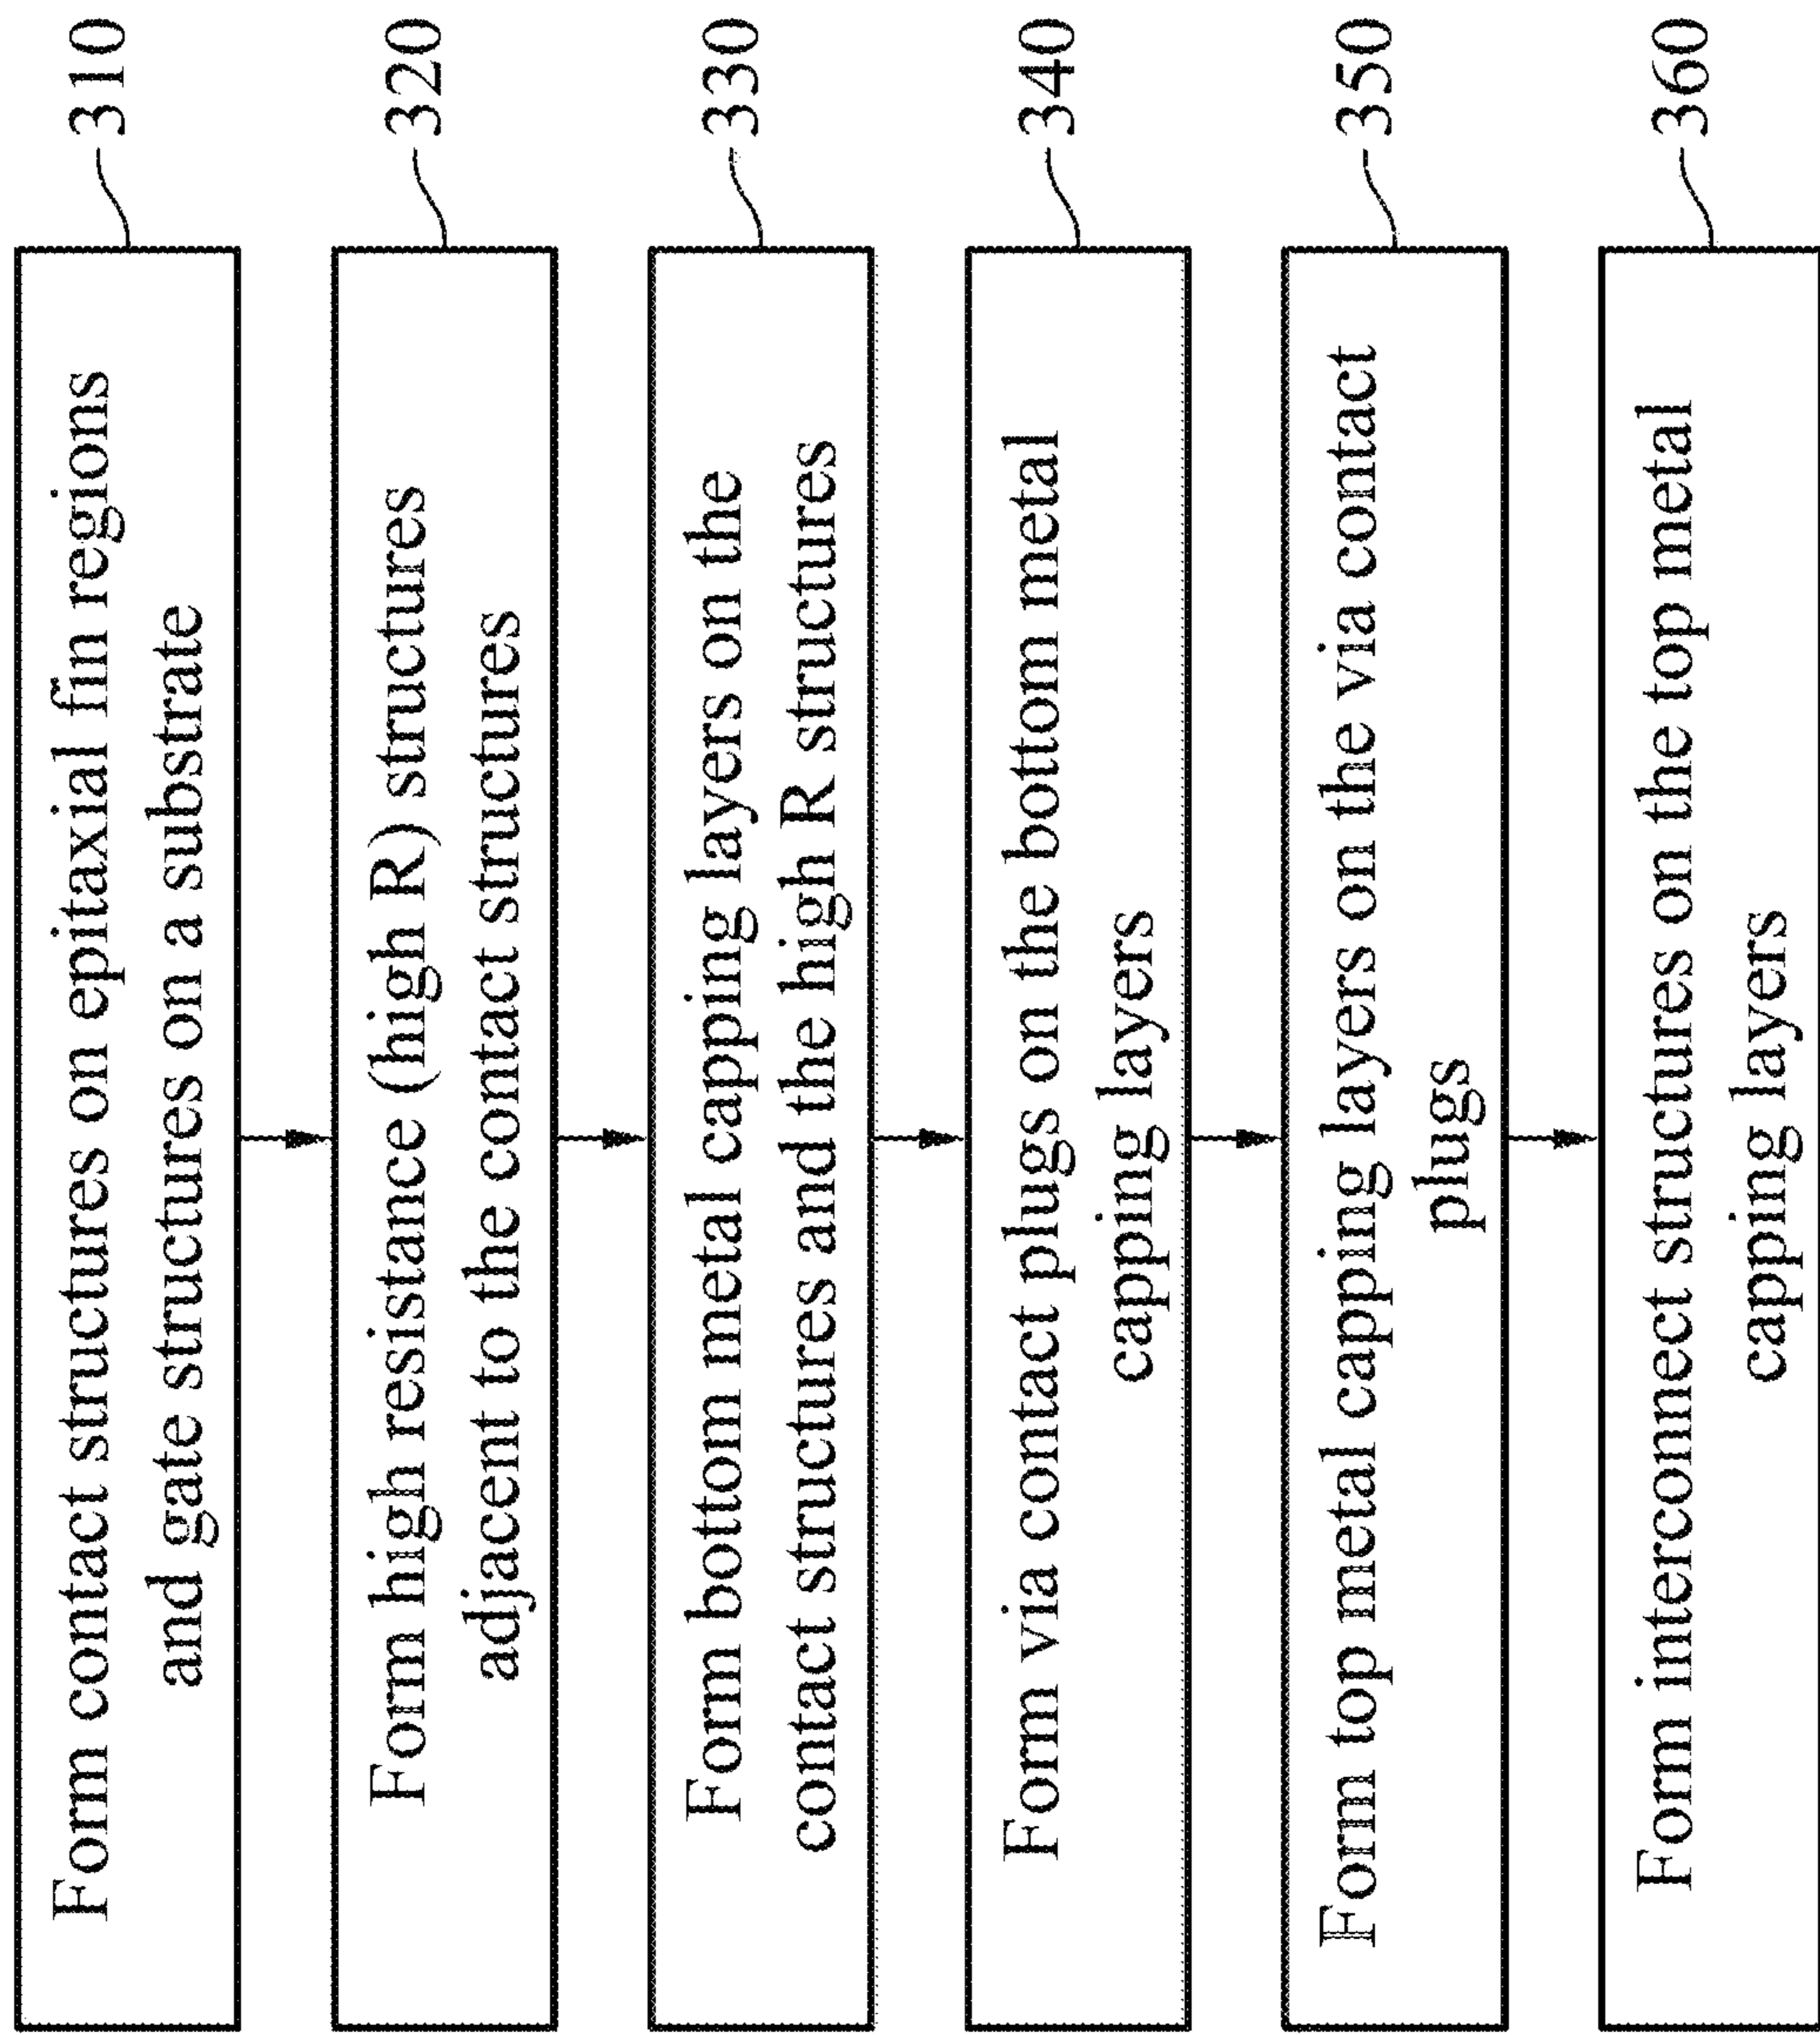 Form contact structures on epitaxial fin regions
and gate structures on a substrate
310
Form high resistance (high R) structures
adjacent to the contact structures
320
Form bottom metal capping layers on the
contact structures and the high R structures
330
Form via contact plugs on the bottom metal
capping layers
340
Form top metal capping layers on the via contact
plugs
350
Form interconnect structures on the top metal
capping layers
360